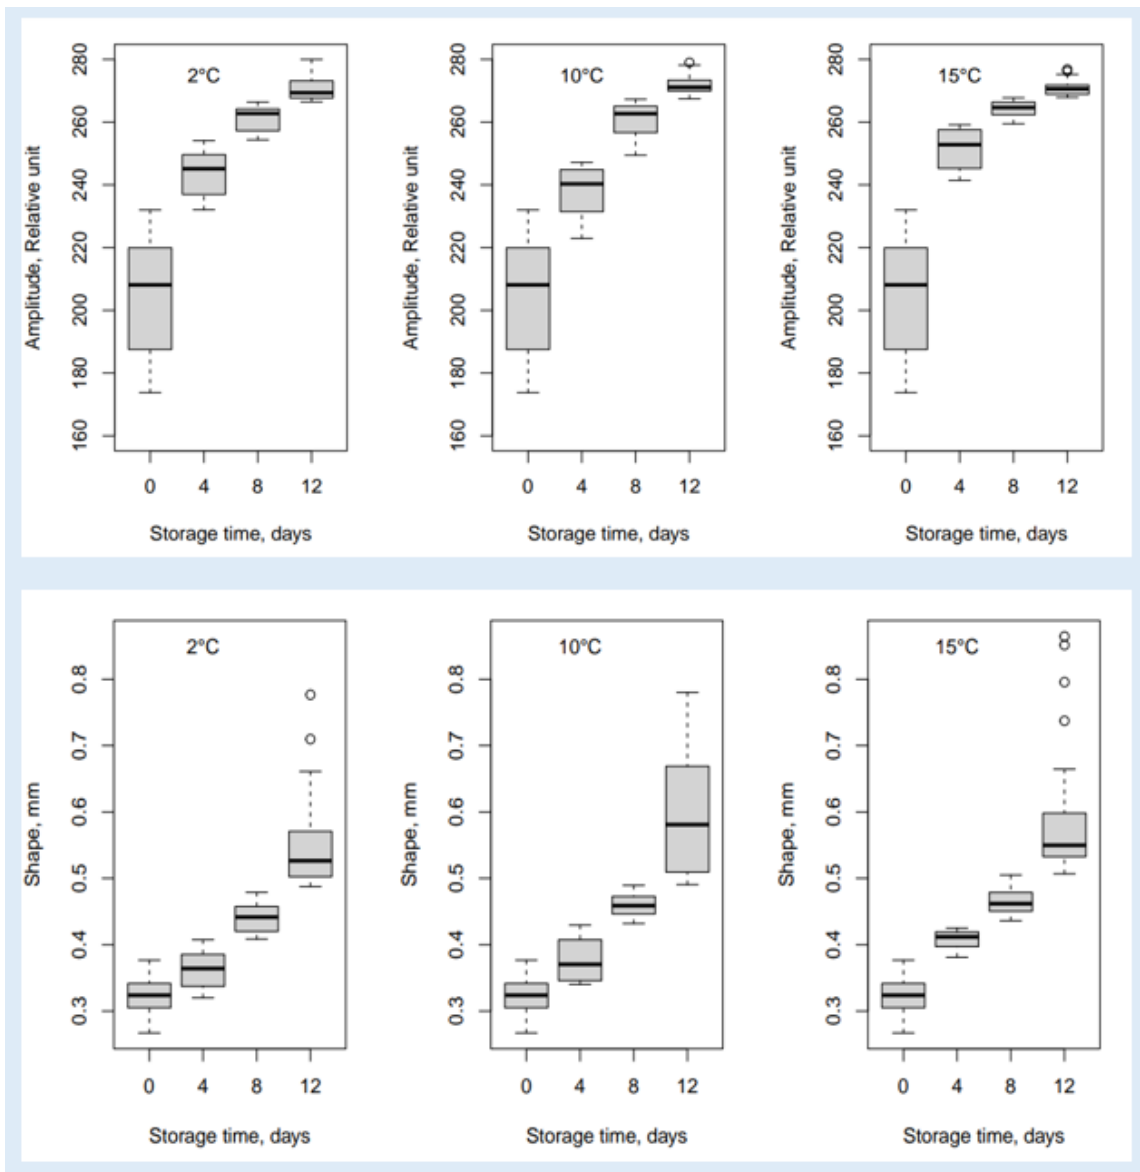 2°C
Amplitude, Relative unit
280
260
240
220
200
180
160
0 4 8 12
Storage time, days
10°C
Amplitude, Relative unit
280
260
240
220
200
180
160
0 4 8 12
Storage time, days
15°C
Amplitude, Relative unit
280
260
240
220
200
180
160
0 4 8 12
Storage time, days
2°C
Shape, mm
0.8
0.7
0.6
0.5
0.4
0.3
0 4 8 12
Storage time, days
10°C
Shape, mm
0.8
0.7
0.6
0.5
0.4
0.3
0 4 8 12
Storage time, days
15°C
Shape, mm
0.8
0.7
0.6
0.5
0.4
0.3
0 4 8 12
Storage time, days